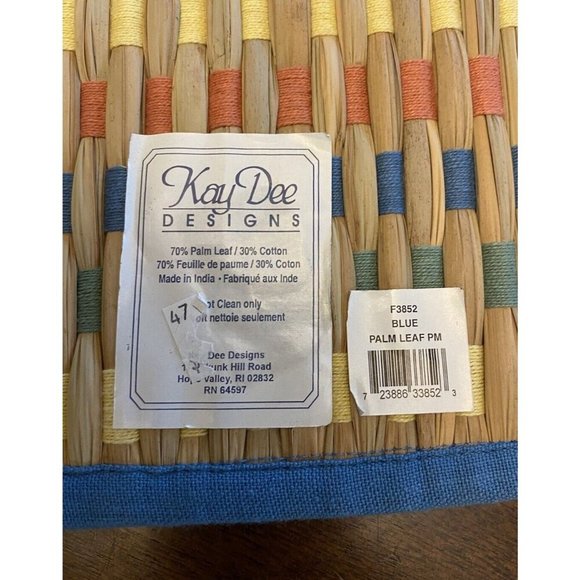 Kay Dee
DESIGNS
70% Palm Leaf / 30% Cotton
70% Feuille de paume / 30% Coton
Made in India • Fabriqué aux Inde
47
Clean only
nettoie seulement
Dee Designs
Hill Road
Valley, RI 02832
RN 64597
F3852
BLUE
PALM LEAF PM
7 23886 33852 3